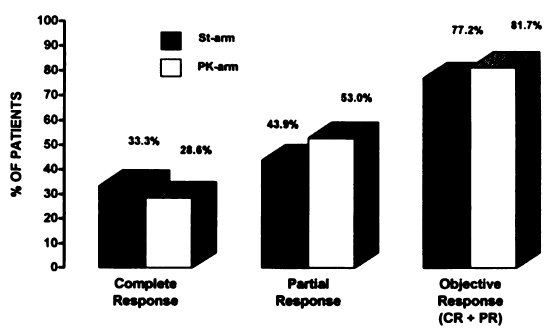 100
90
80
70
60
50
40
30
20
10
0
% OF PATIENTS
St-arm
PK-arm
33.3%
28.6%
43.9%
53.0%
77.2%
81.7%
Complete
Response
Partial
Response
Objective
Response
(CR + PR)